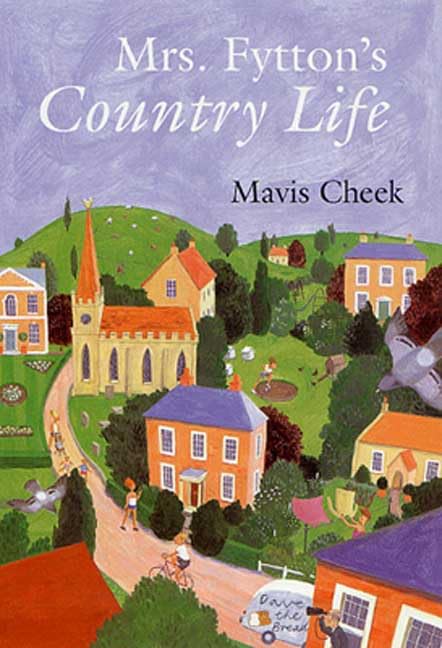 Mrs. Fytton's
Country Life
Mavis Cheek
Dave
the
Bread